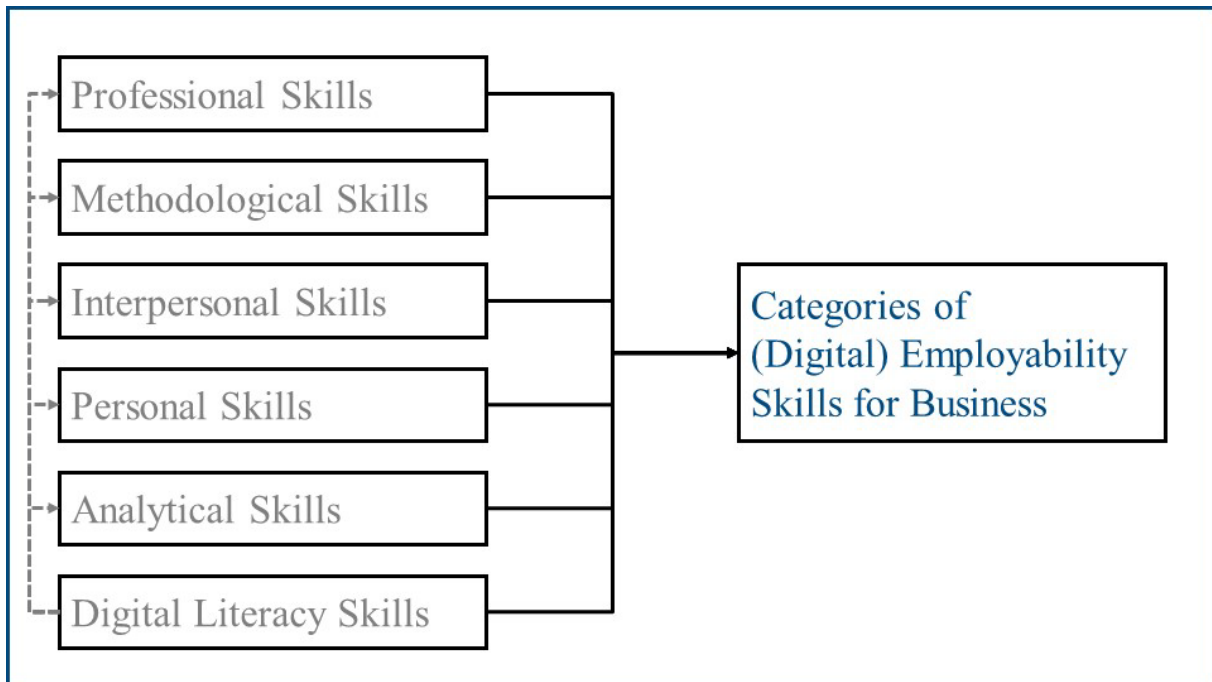 Professional Skills
Methodological Skills
Interpersonal Skills
Personal Skills
Analytical Skills
Digital Literacy Skills
Categories of
(Digital) Employability
Skills for Business